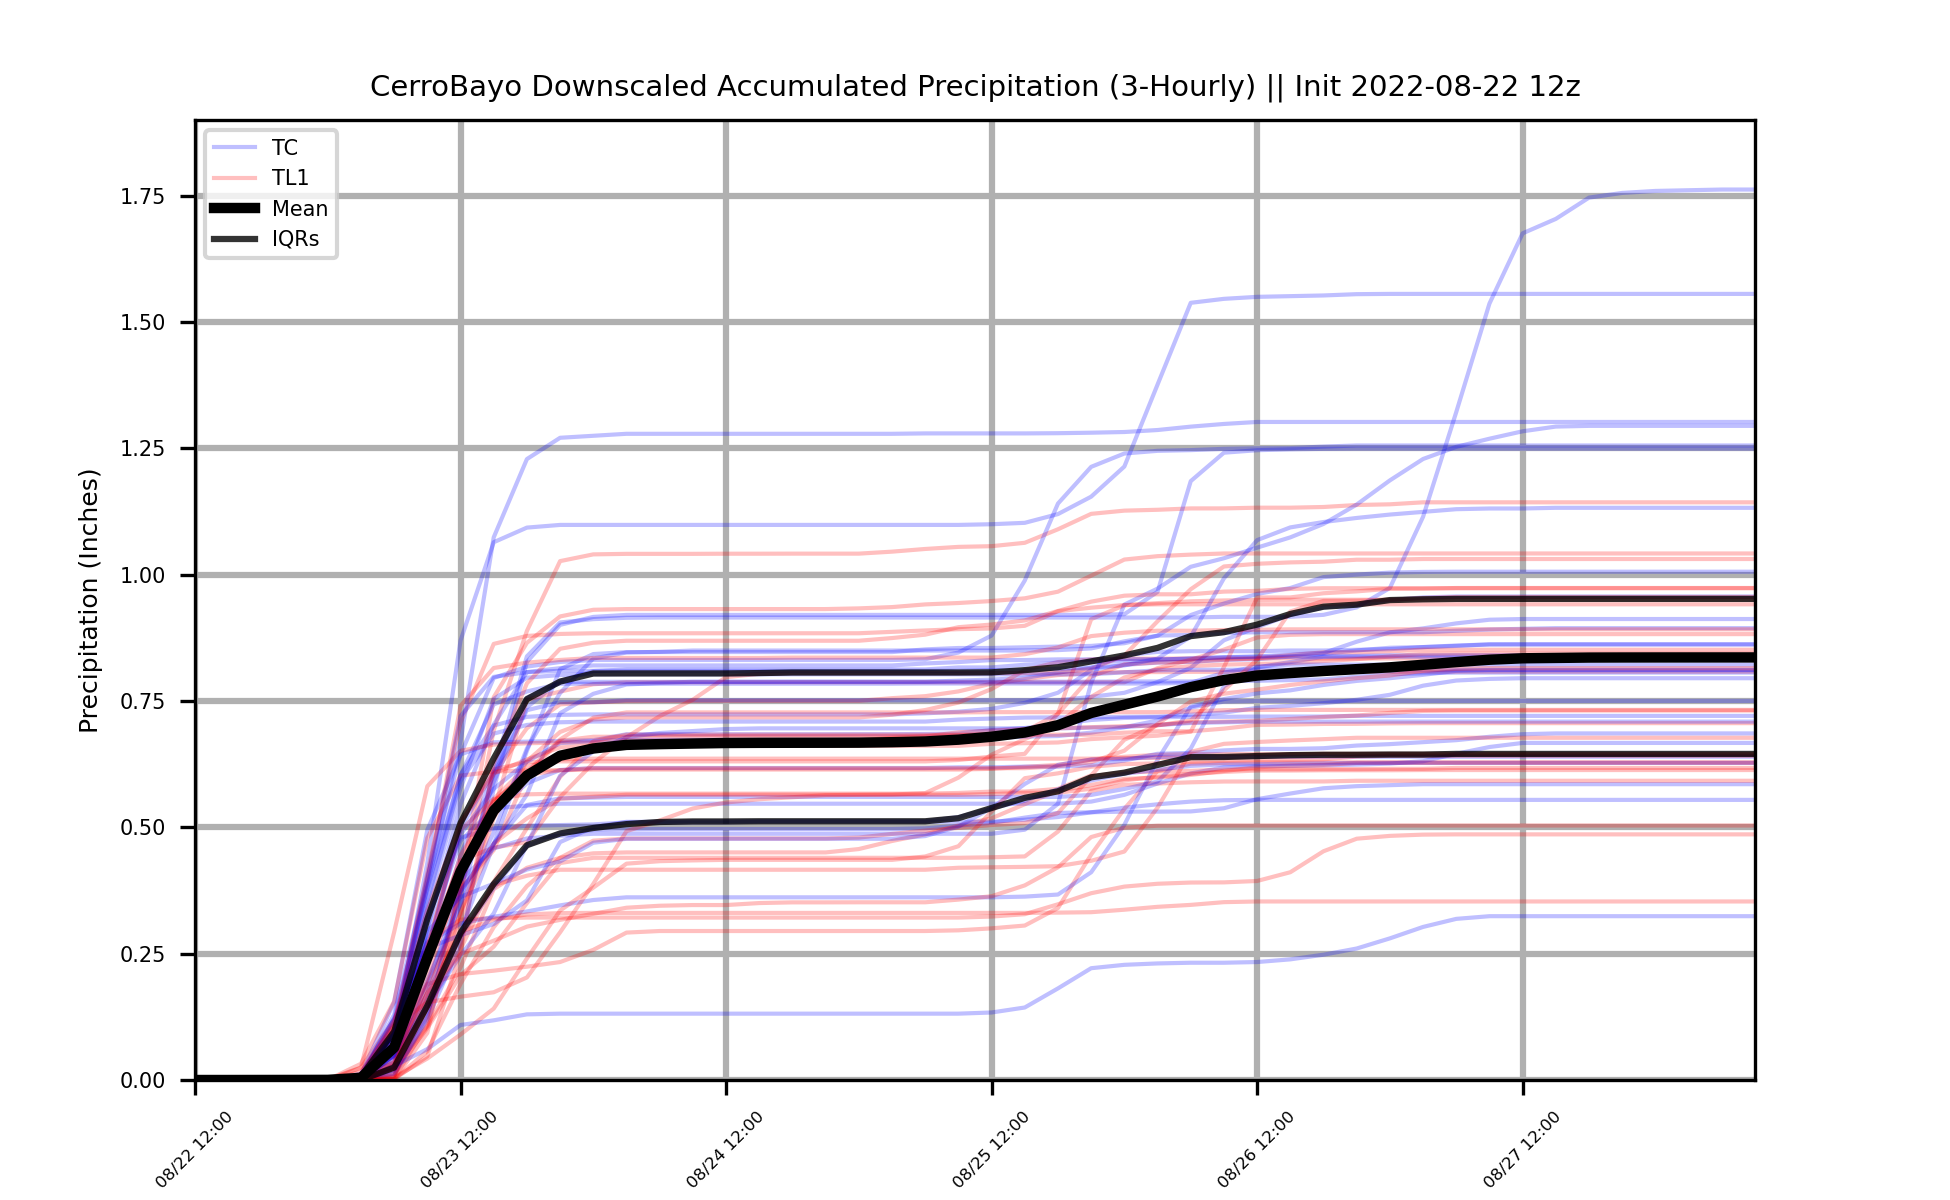 CerroBayo Downscaled Accumulated Precipitation (3-Hourly) || Init 2022-08-22 12z
TC
TL1
Mean
IQRs
Precipitation (Inches)
1.75
1.50
1.25
1.00
0.75
0.50
0.25
0.00
08/22 12:00
08/23 12:00
08/24 12:00
08/25 12:00
08/26 12:00
08/27 12:00